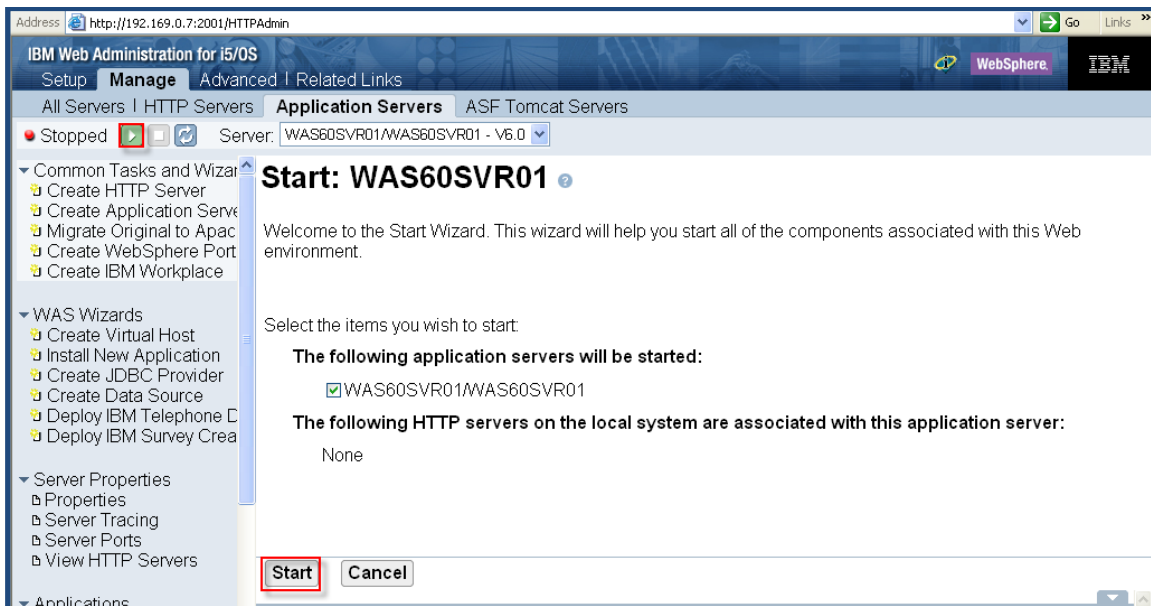 Address http://192.169.0.7:2001/HTTPAdmin Go Links »
IBM Web Administration for i5/OS
WebSphere. IBM
Setup Manage Advanced | Related Links
All Servers | HTTP Servers Application Servers ASF Tomcat Servers
Stopped Server: WAS60SVR01/WAS60SVR01 - V6.0
Common Tasks and Wizar
Create HTTP Server
Create Application Serve
Migrate Original to Apac
Create WebSphere Port
Create IBM Workplace
WAS Wizards
Create Virtual Host
Install New Application
Create JDBC Provider
Create Data Source
Deploy IBM Telephone D
Deploy IBM Survey Crea
Server Properties
Properties
Server Tracing
Server Ports
View HTTP Servers
Applications
Start: WAS60SVR01 ?
Welcome to the Start Wizard. This wizard will help you start all of the components associated with this Web
environment.
Select the items you wish to start:
The following application servers will be started:
WAS60SVR01/WAS60SVR01
The following HTTP servers on the local system are associated with this application server:
None
Start Cancel